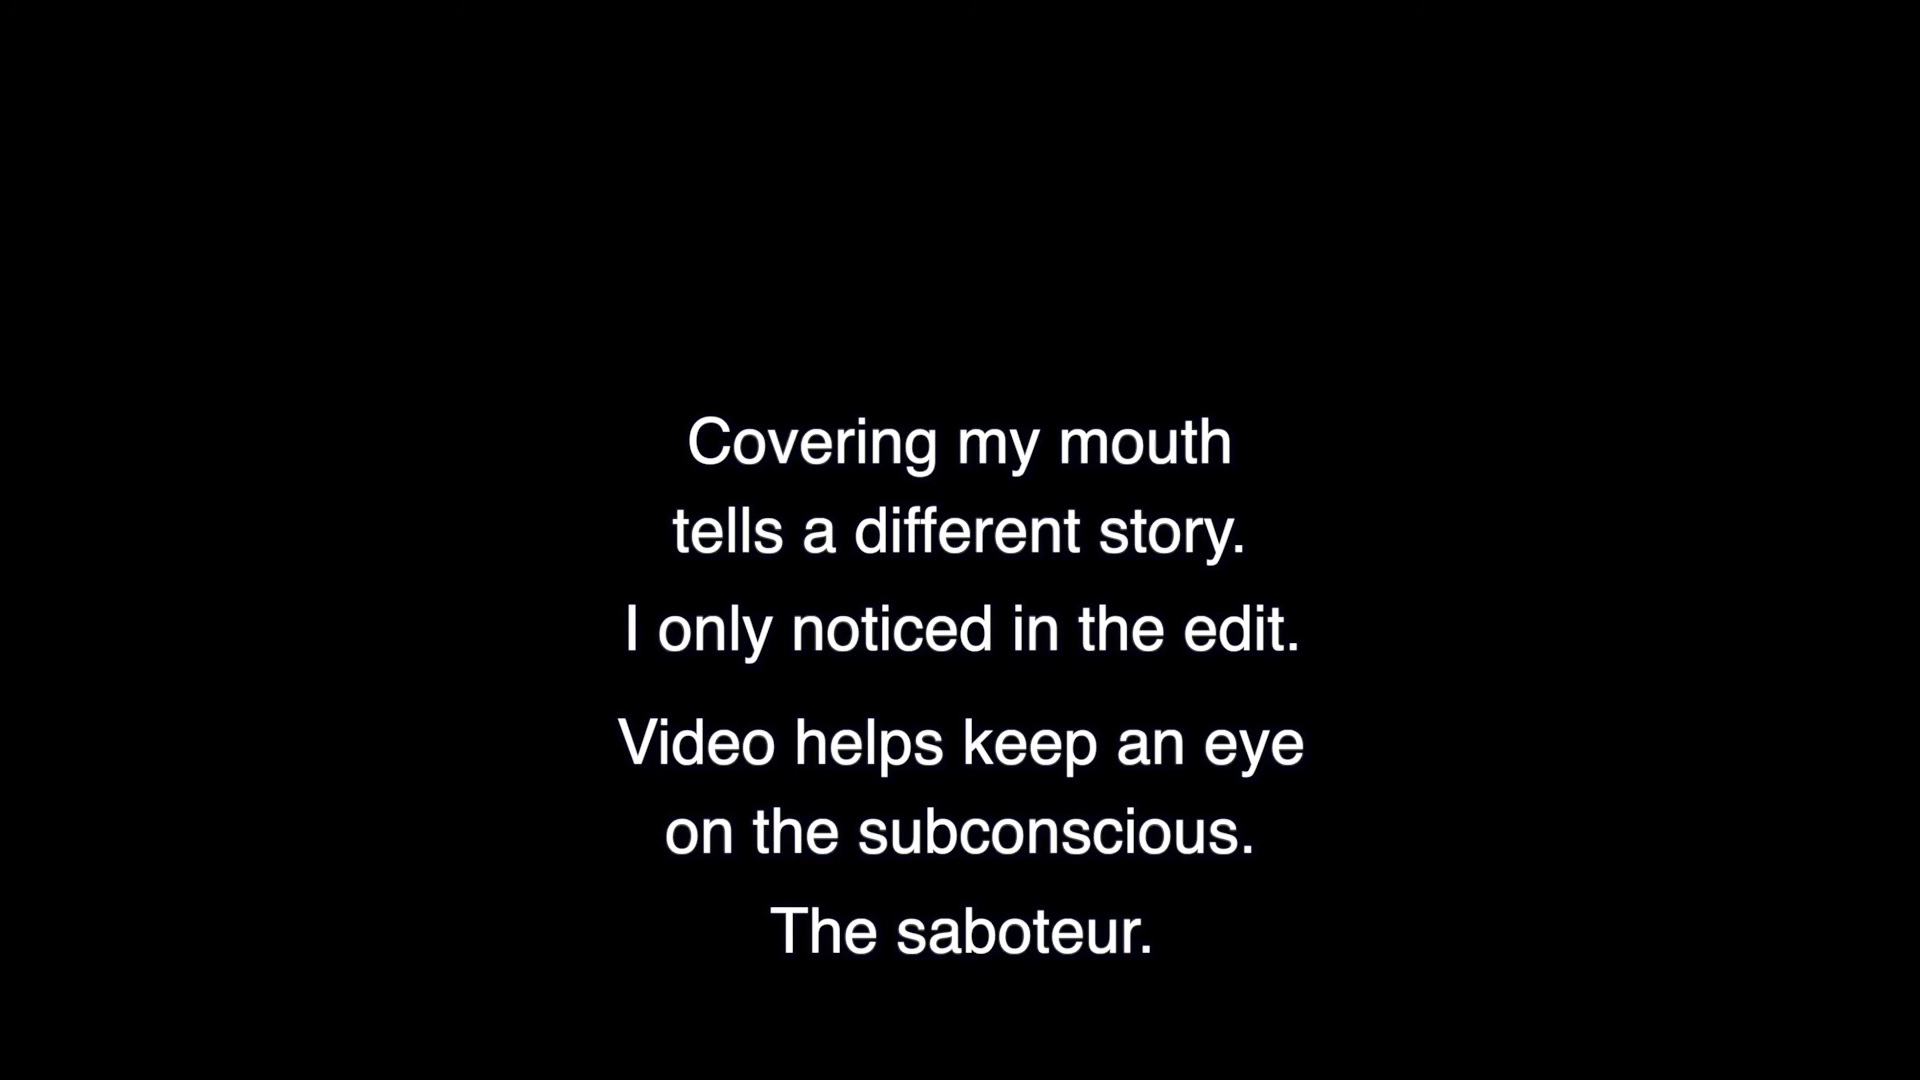 Covering my mouth
tells a different story.
I only noticed in the edit.
Video helps keep an eye
on the subconscious.
The saboteur.